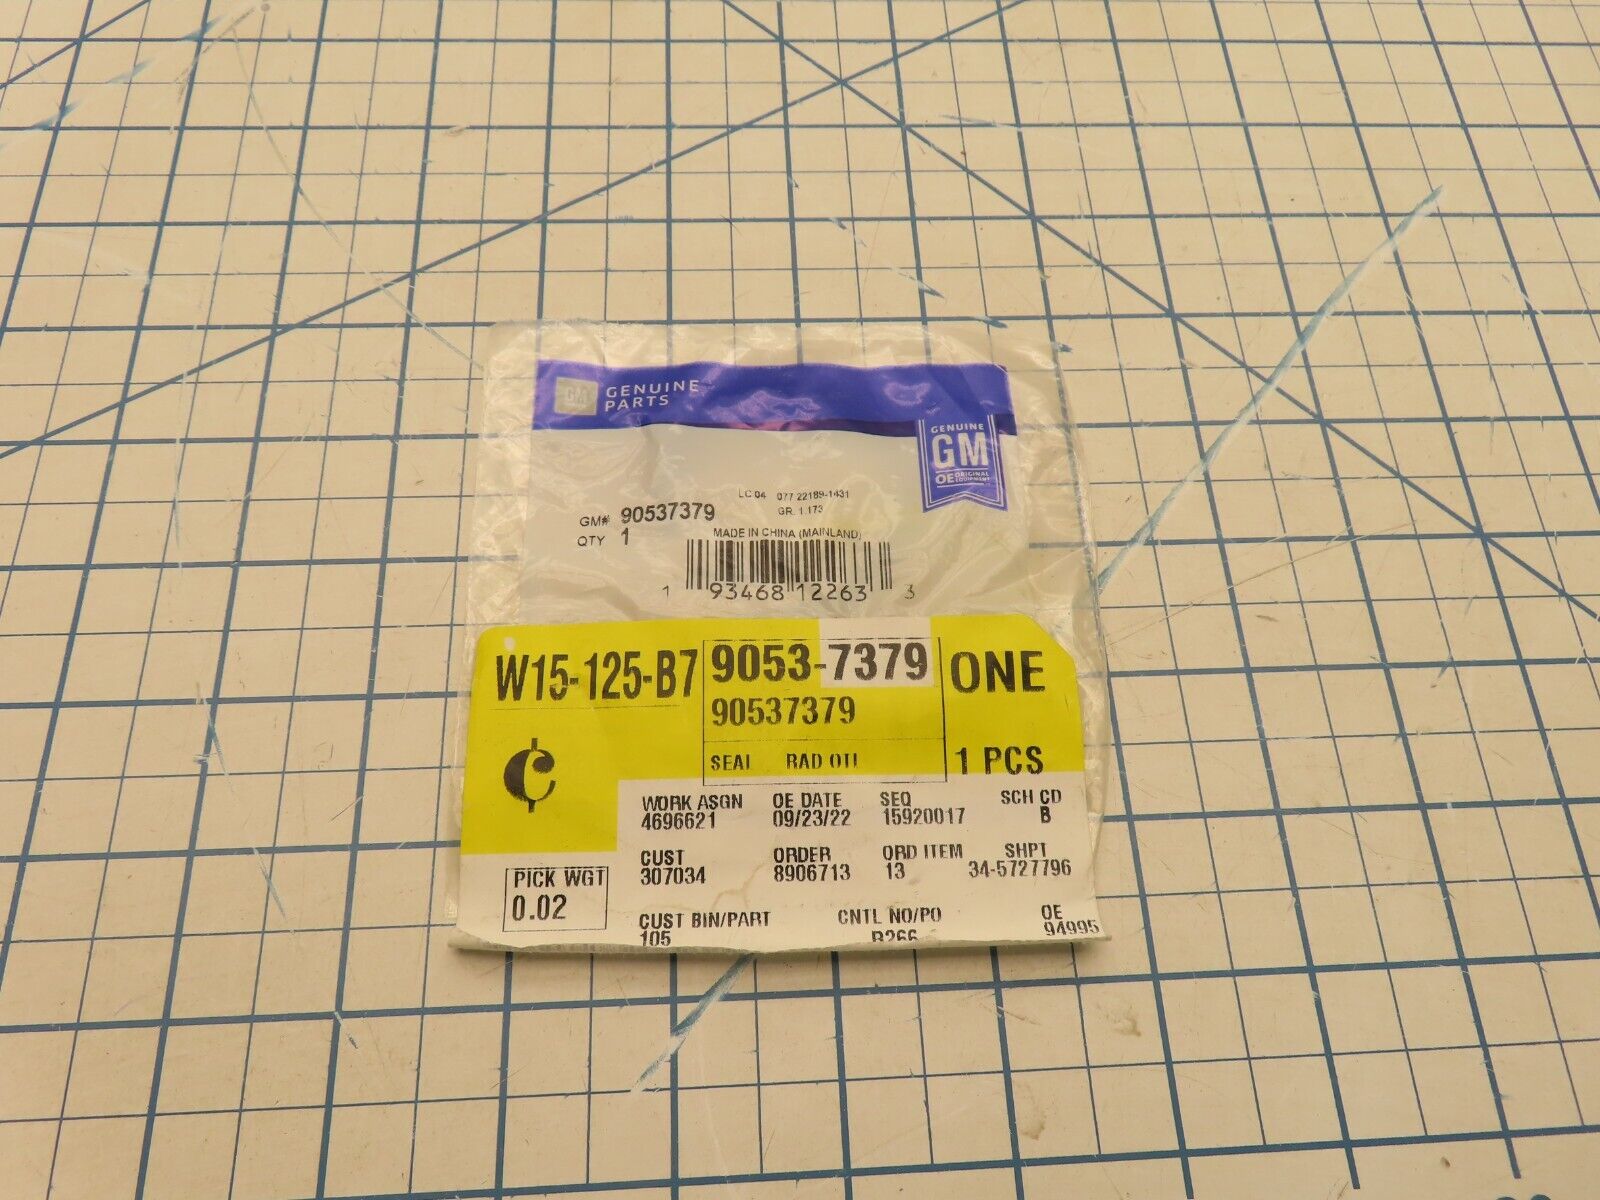 GM GENUINE
PARTS
GENUINE
GM
OE ORIGINAL
EQUIPMENT
LC 04 077 22189-1431
GM# 90537379 GR. 1.173
QTY 1 MADE IN CHINA (MAINLAND)
1 93468 12263 3
W15-125-B7 9053-7379 ONE
90537379
SEAL RAD OTL 1 PCS
¢
WORK ASGN OE DATE SEQ SCH CD
4696621 09/23/22 15920017 B
CUST ORDER ORD ITEM SHPT
307034 8906713 13 34-5727796
PICK WGT
0.02
CUST BIN/PART CNTL NO/PO OE
105 B266 94995